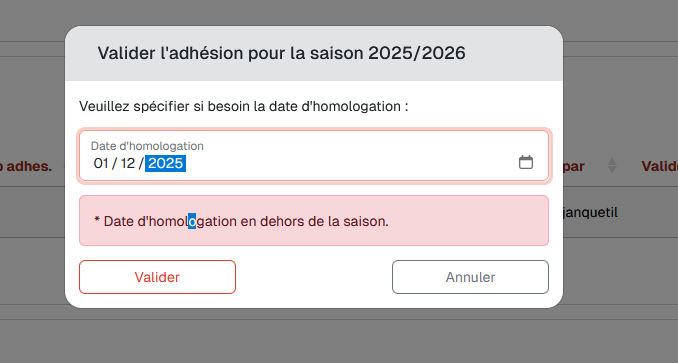 Valider l'adhésion pour la saison 2025/2026
Veuillez spécifier si besoin la date d'homologation :
adhes.
Date d'homologation
01 / 12 / 2025
par
* Date d'homologation en dehors de la saison.
janquetil
Valider
Annuler